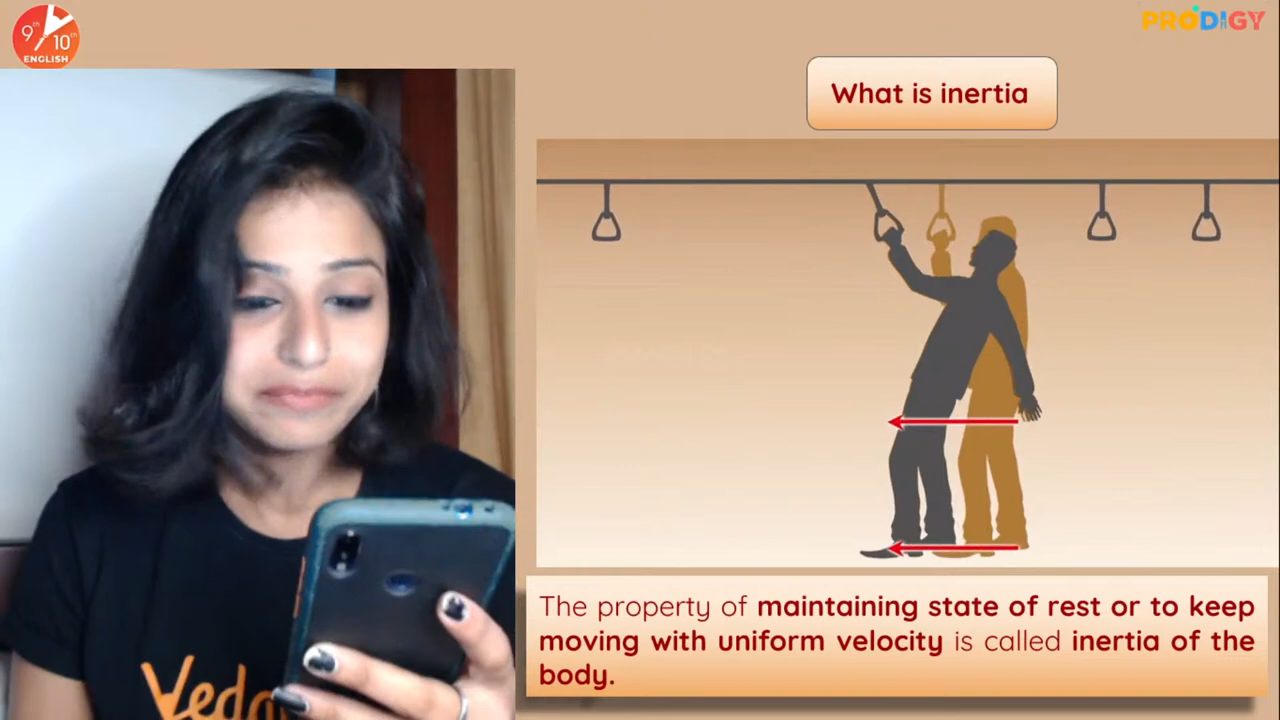 9th 10th
ENGLISH
PRODIGY
What is inertia
The property of maintaining state of rest or to keep
moving with uniform velocity is called inertia of the
body.